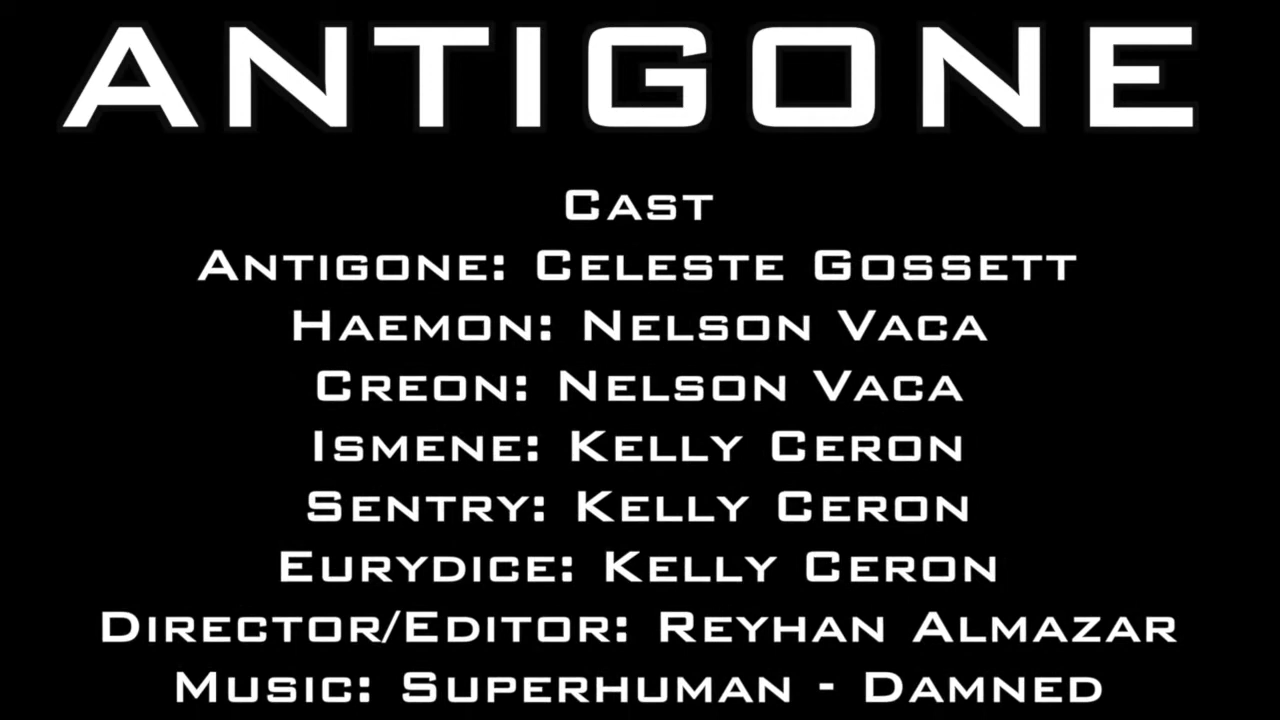 ANTIGONE
Cast
Antigone: Celeste Gossett
Haemon: Nelson Vaca
Creon: Nelson Vaca
Ismene: Kelly Ceron
Sentry: Kelly Ceron
Eurydice: Kelly Ceron
Director/Editor: Reyhan Almazar
Music: Superhuman - Damned